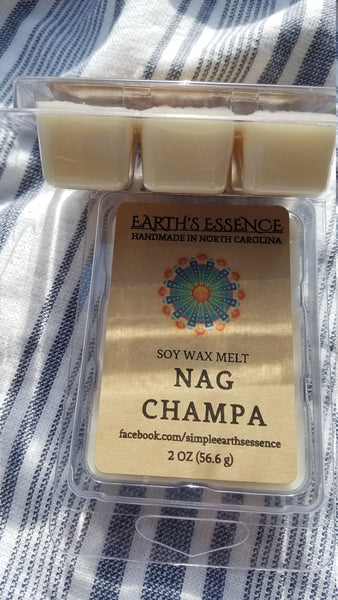 EARTH'S ESSENCE
HANDMADE IN NORTH CAROLINA
SOY WAX MELT
NAG
CHAMPA
facebook.com/simpleearthsessence
2 OZ (56.6 g)